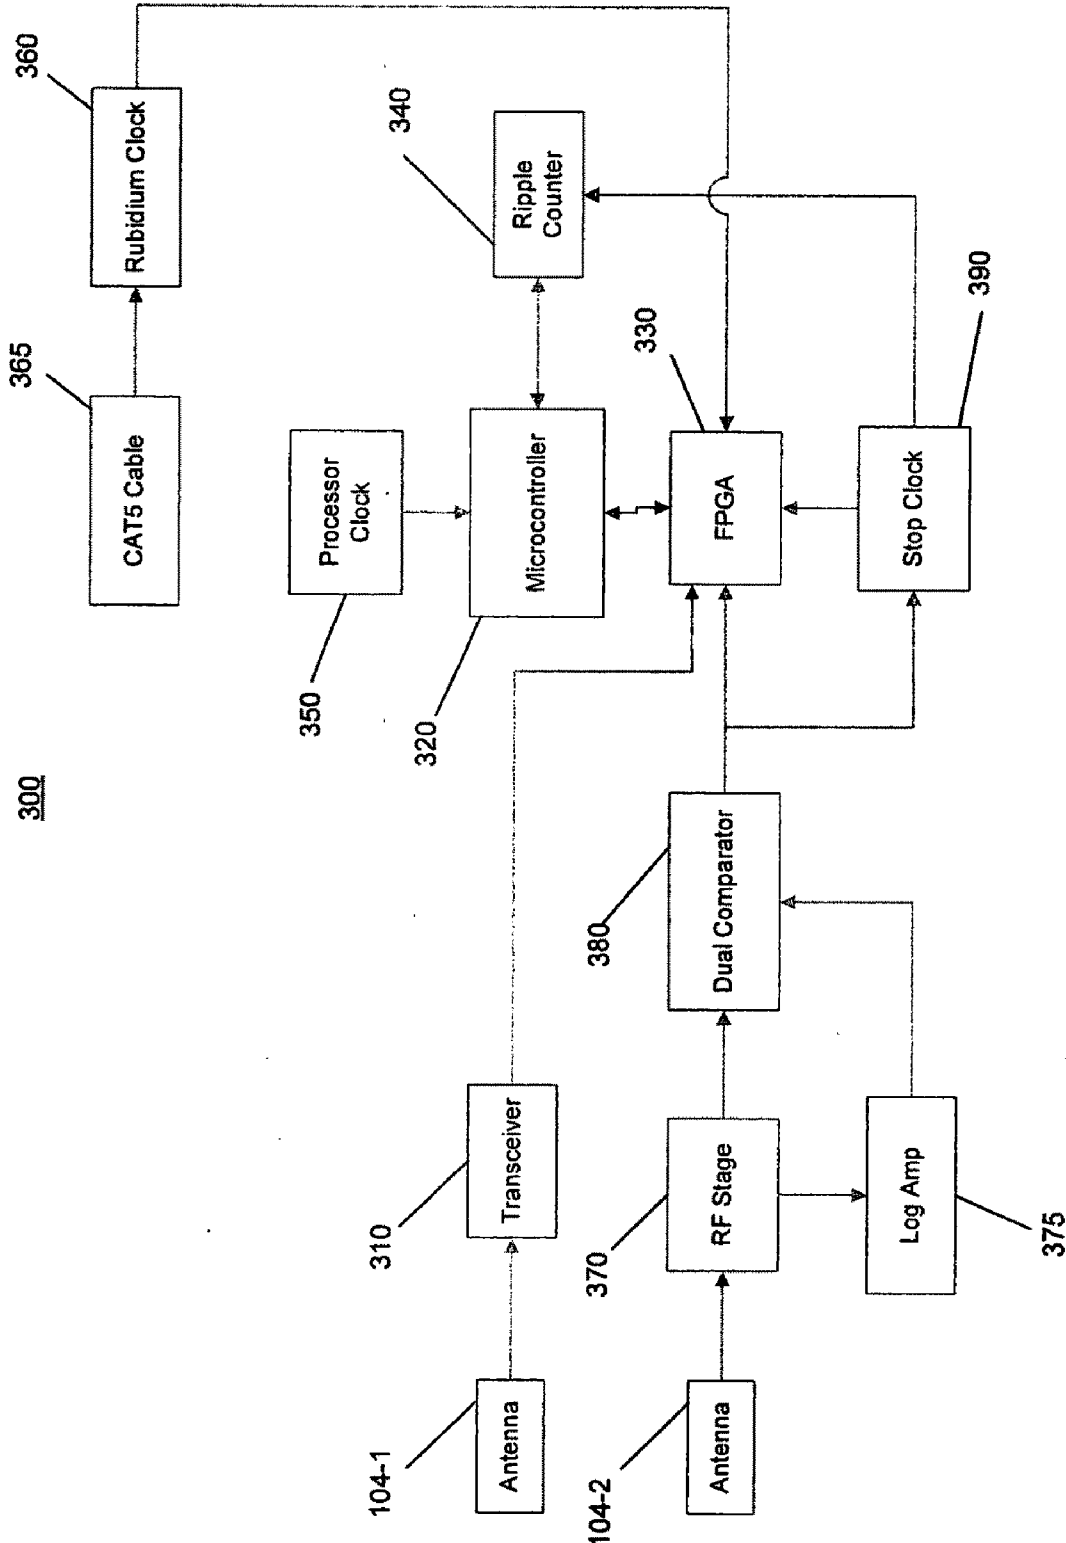 300
365
360
CAT5 Cable
Rubidium Clock
350
Processor
Clock
340
320
Microcontroller
Ripple
Counter
330
104-1
Antenna
310
Transceiver
FPGA
104-2
Antenna
370
RF Stage
380
Dual Comparator
Stop Clock
390
Log Amp
375